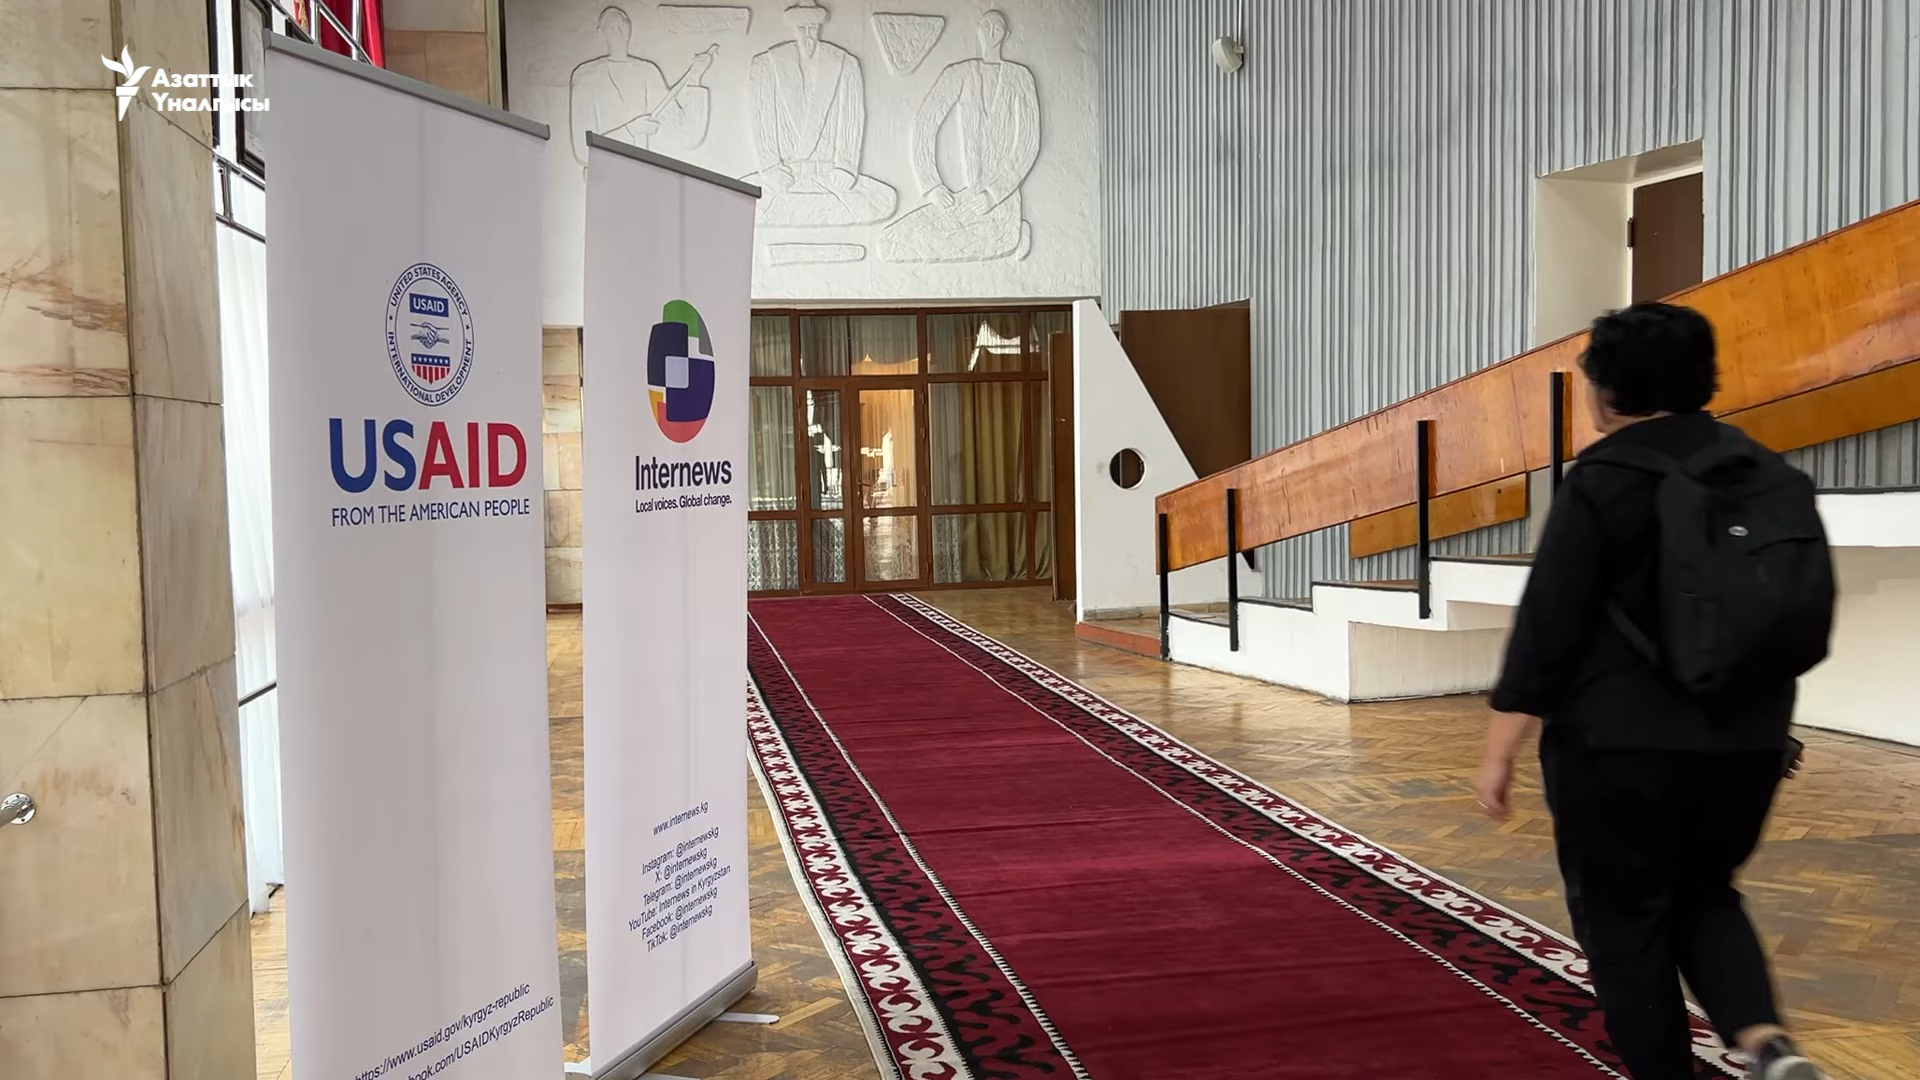 Азаттык
Үналгысы
UNITED STATES AGENCY
USAID
INTERNATIONAL DEVELOPMENT
USAID
FROM THE AMERICAN PEOPLE
https://www.usaid.gov/kyrgyz-republic
book.com/USAIDKyrgyzRepublic
Internews
Local voices. Global change.
www.internews.kg
Instagram: @internewskg
X: @internewskg
Telegram: @internewskg
YouTube: Internews in Kyrgyzstan
Facebook: @internewskg
TikTok: @internewskg